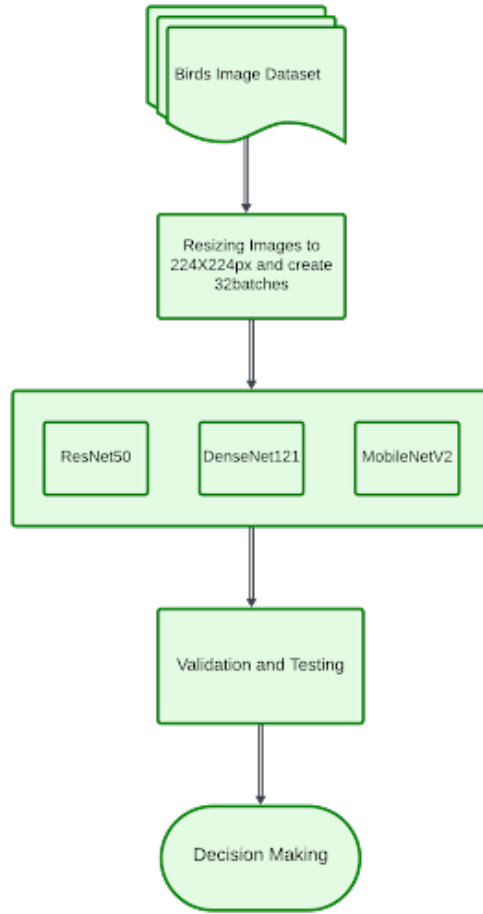 Birds Image Dataset
Resizing Images to
224X224px and create
32batches
ResNet50
DenseNet121
MobileNetV2
Validation and Testing
Decision Making